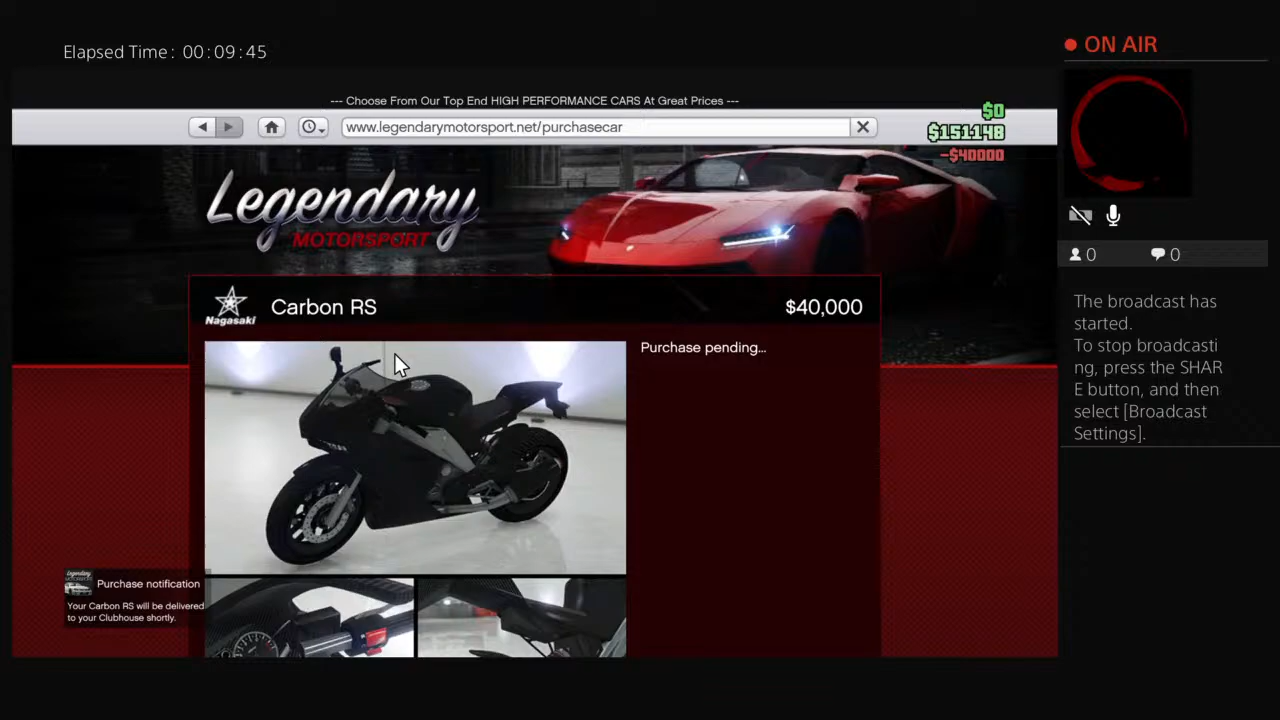 Elapsed Time: 00:09:45
ON AIR
--- Choose From Our Top End HIGH PERFORMANCE CARS At Great Prices ---
$0
www.legendarymotorsport.net/purchasecar
$151148
-$40000
Legendary
MOTORSPORT
0
0
Nagasaki
Carbon RS
$40,000
The broadcast has
started.
To stop broadcasti
ng, press the SHAR
E button, and then
select [Broadcast
Settings].
Purchase pending...
Purchase notification
Your Carbon RS will be delivered
to your Clubhouse shortly.